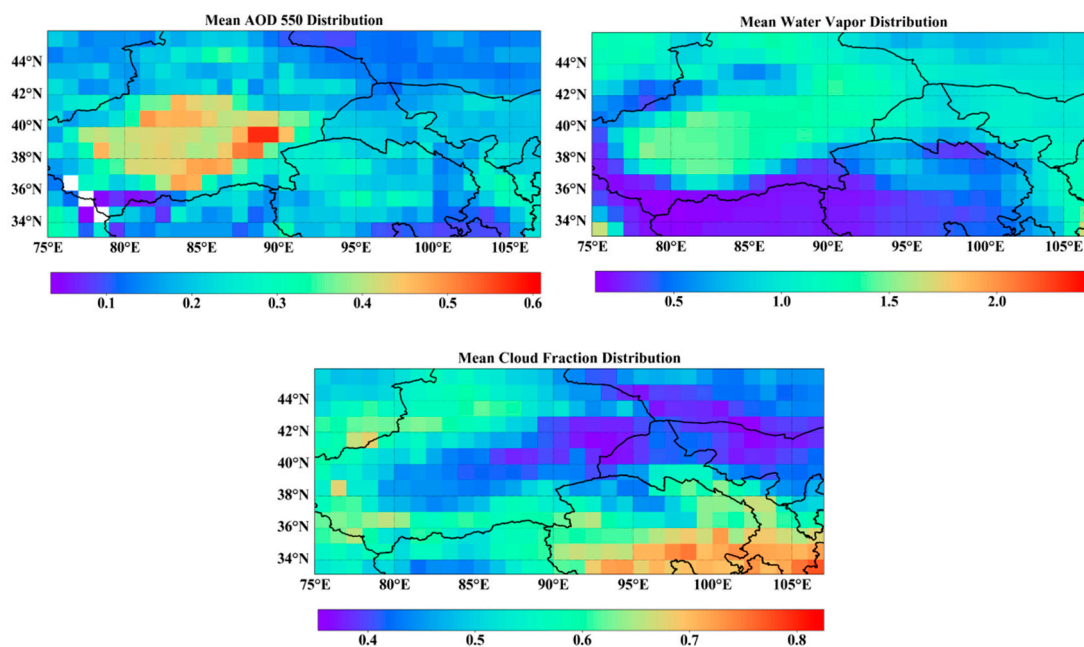 Mean AOD 550 Distribution
44°N
42°N
40°N
38°N
36°N
34°N
75°E 80°E 85°E 90°E 95°E 100°E 105°E
0.1 0.2 0.3 0.4 0.5 0.6
Mean Water Vapor Distribution
44°N
42°N
40°N
38°N
36°N
34°N
75°E 80°E 85°E 90°E 95°E 100°E 105°E
0.5 1.0 1.5 2.0
Mean Cloud Fraction Distribution
44°N
42°N
40°N
38°N
36°N
34°N
75°E 80°E 85°E 90°E 95°E 100°E 105°E
0.4 0.5 0.6 0.7 0.8